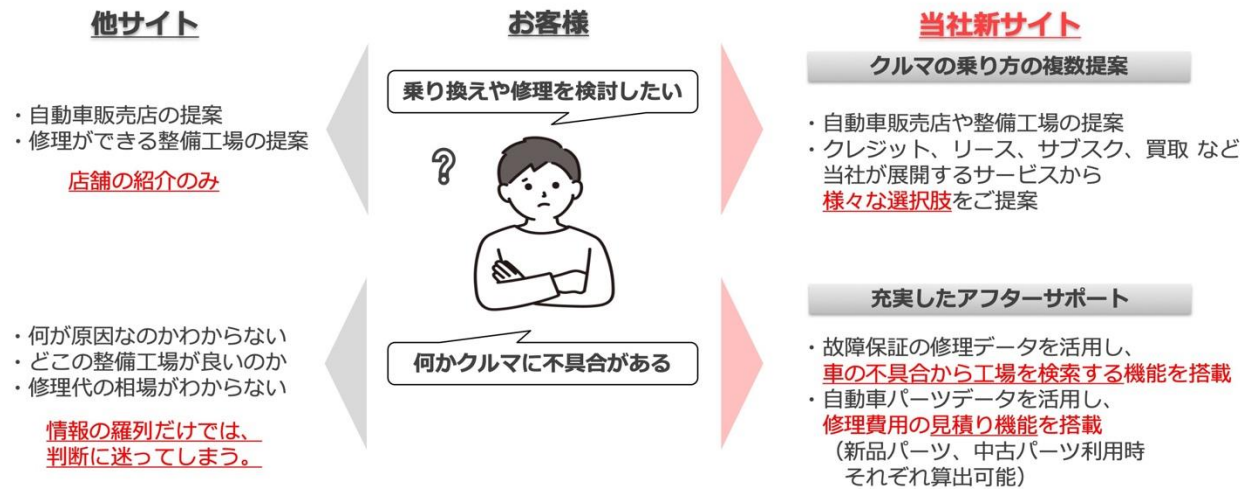 他サイト
お客様
当社新サイト
クルマの乗り方の複数提案
乗り換えや修理を検討したい
・自動車販売店の提案
・修理ができる整備工場の提案
店舗の紹介のみ
?
・自動車販売店や整備工場の提案
・クレジット、リース、サブスク、買取 など
当社が展開するサービスから
様々な選択肢をご提案
充実したアフターサポート
何かクルマに不具合がある
・何が原因なのかわからない
・どこの整備工場が良いのか
・修理代の相場がわからない
情報の羅列だけでは、
判断に迷ってしまう。
・故障保証の修理データを活用し、
車の不具合から工場を検索する機能を搭載
・自動車パーツデータを活用し、
修理費用の見積り機能を搭載
（新品パーツ、中古パーツ利用時
それぞれ算出可能）